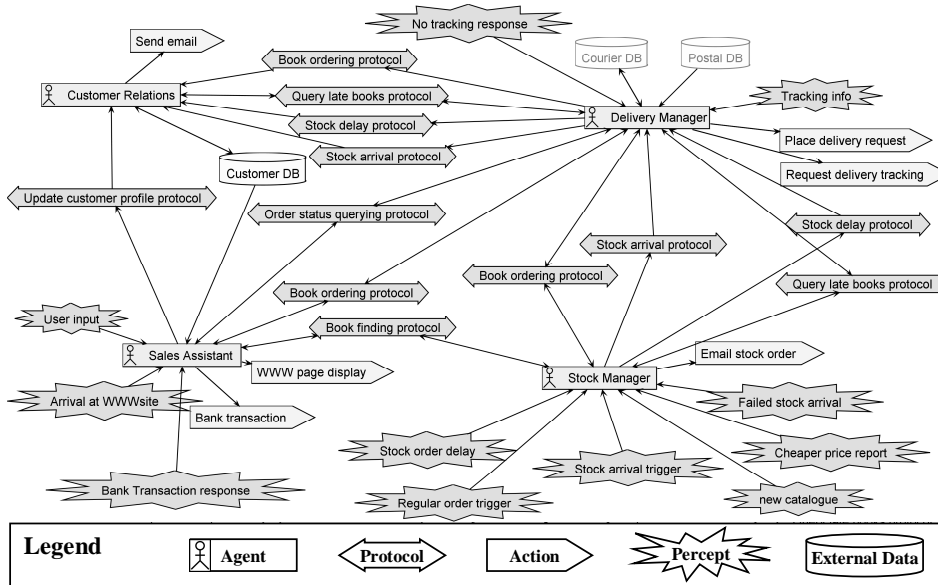 No tracking response
Send email
Courier DB
Postal DB
Book ordering protocol
Customer Relations
Query late books protocol
Tracking info
Stock delay protocol
Delivery Manager
Place delivery request
Stock arrival protocol
Customer DB
Request delivery tracking
Update customer profile protocol
Order status querying protocol
Stock delay protocol
Stock arrival protocol
Book ordering protocol
Query late books protocol
Book ordering protocol
User input
Book finding protocol
Sales Assistant
Email stock order
WWW page display
Stock Manager
Arrival at WWWsite
Bank transaction
Failed stock arrival
Stock order delay
Cheaper price report
Stock arrival trigger
Bank Transaction response
Regular order trigger
new catalogue
Legend
Agent
Protocol
Action
Percept
External Data